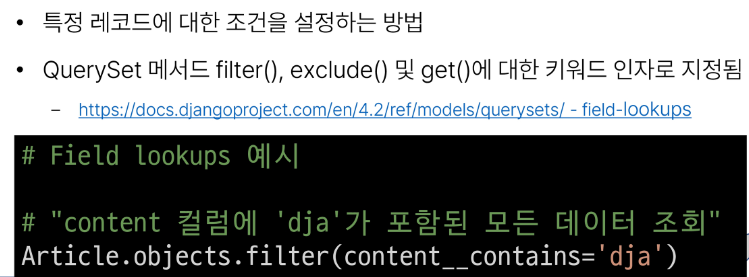 • 특정 레코드에 대한 조건을 설정하는 방법
• QuerySet 메서드 filter(), exclude() 및 get()에 대한 키워드 인자로 지정됨
– https://docs.djangoproject.com/en/4.2/ref/models/querysets/ - field-lookups
# Field lookups 예시
# "content 컬럼에 'dja'가 포함된 모든 데이터 조회"
Article.objects.filter(content__contains='dja')